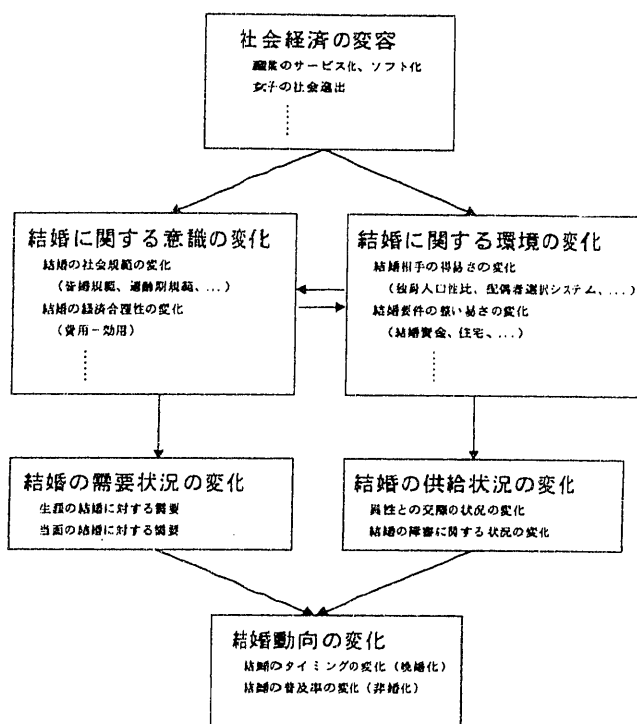 社会経済の変容
産業のサービス化、ソフト化
女子の社会進出
結婚に関する意識の変化
結婚の社会規範の変化
(皆婚規範、適齢期規範、...)
結婚の経済合理性の変化
(費用-効用)
結婚に関する環境の変化
結婚相手の得易さの変化
(独身人口性比、配偶者選択システム、...)
結婚要件の整い易さの変化
(結婚資金、住宅、...)
結婚の需要状況の変化
生涯の結婚に対する需要
当面の結婚に対する需要
結婚の供給状況の変化
異性との交際の状況の変化
結婚の障害に関する状況の変化
結婚動向の変化
結婚のタイミングの変化(晩婚化)
結婚の普及率の変化(非婚化)